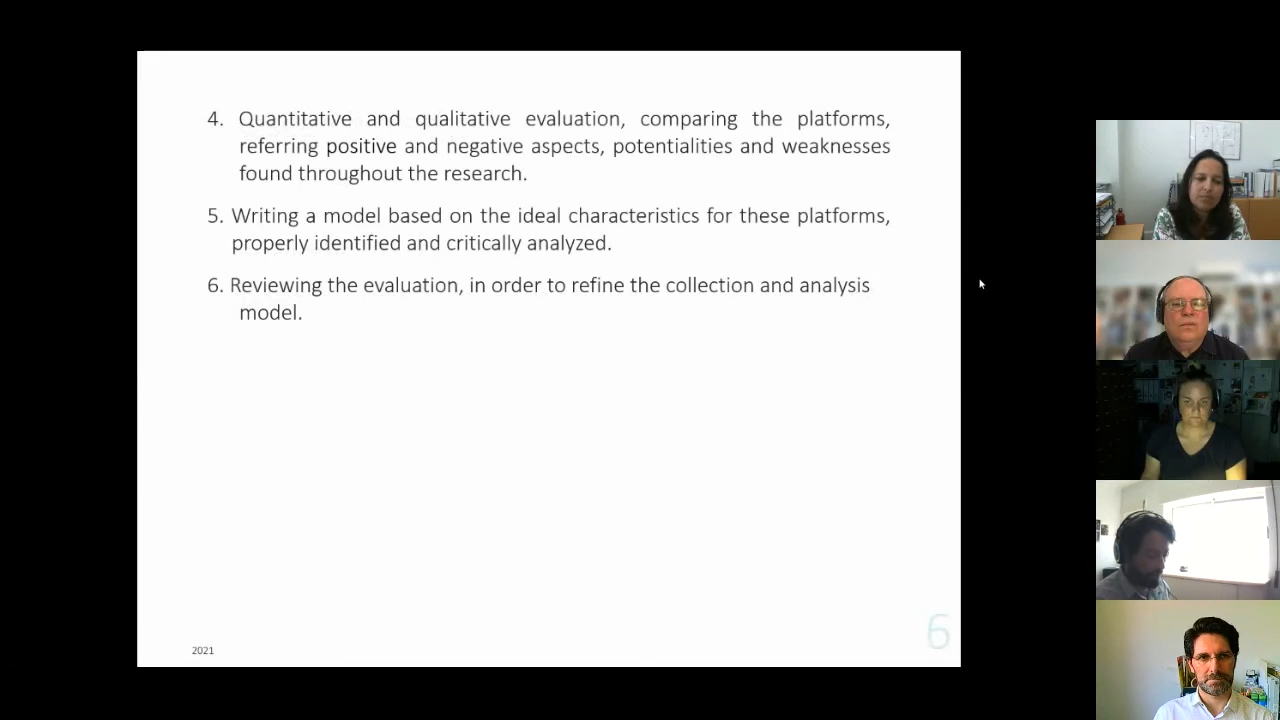 4. Quantitative and qualitative evaluation, comparing the platforms,
referring positive and negative aspects, potentialities and weaknesses
found throughout the research.
5. Writing a model based on the ideal characteristics for these platforms,
properly identified and critically analyzed.
6. Reviewing the evaluation, in order to refine the collection and analysis
model.
2021
6